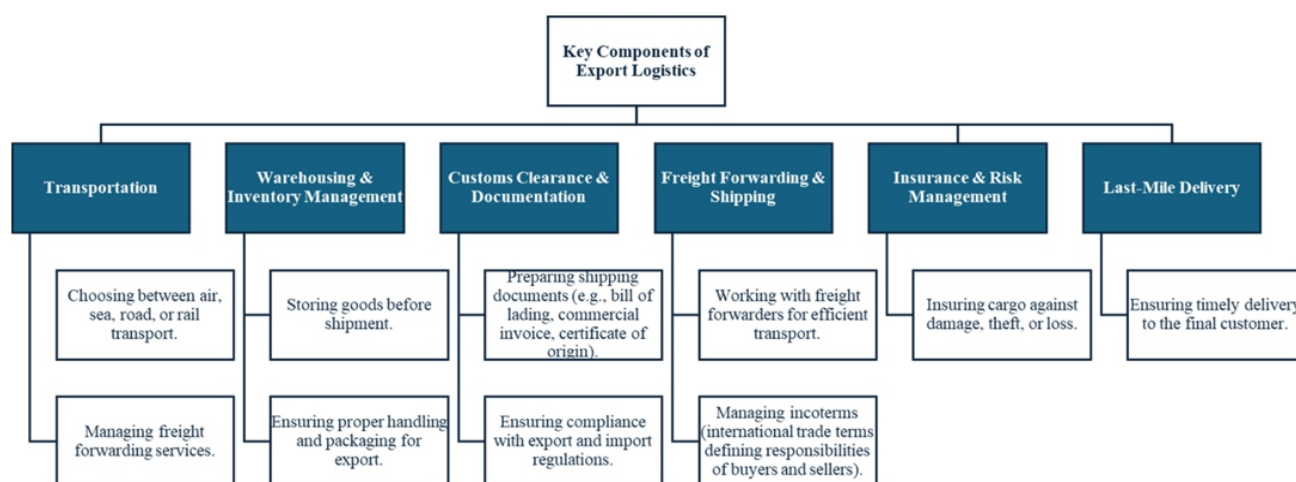 Key Components of
Export Logistics
Transportation
Warehousing &
Inventory Management
Customs Clearance &
Documentation
Freight Forwarding &
Shipping
Insurance & Risk
Management
Last-Mile Delivery
Choosing between air,
sea, road, or rail
transport.
Storing goods before
shipment.
Preparing shipping
documents (e.g., bill of
lading, commercial
invoice, certificate of
origin).
Working with freight
forwarders for efficient
transport.
Insuring cargo against
damage, theft, or loss.
Ensuring timely delivery
to the final customer.
Managing freight
forwarding services.
Ensuring proper handling
and packaging for
export.
Ensuring compliance
with export and import
regulations.
Managing incoterms
(international trade terms
defining responsibilities
of buyers and sellers).